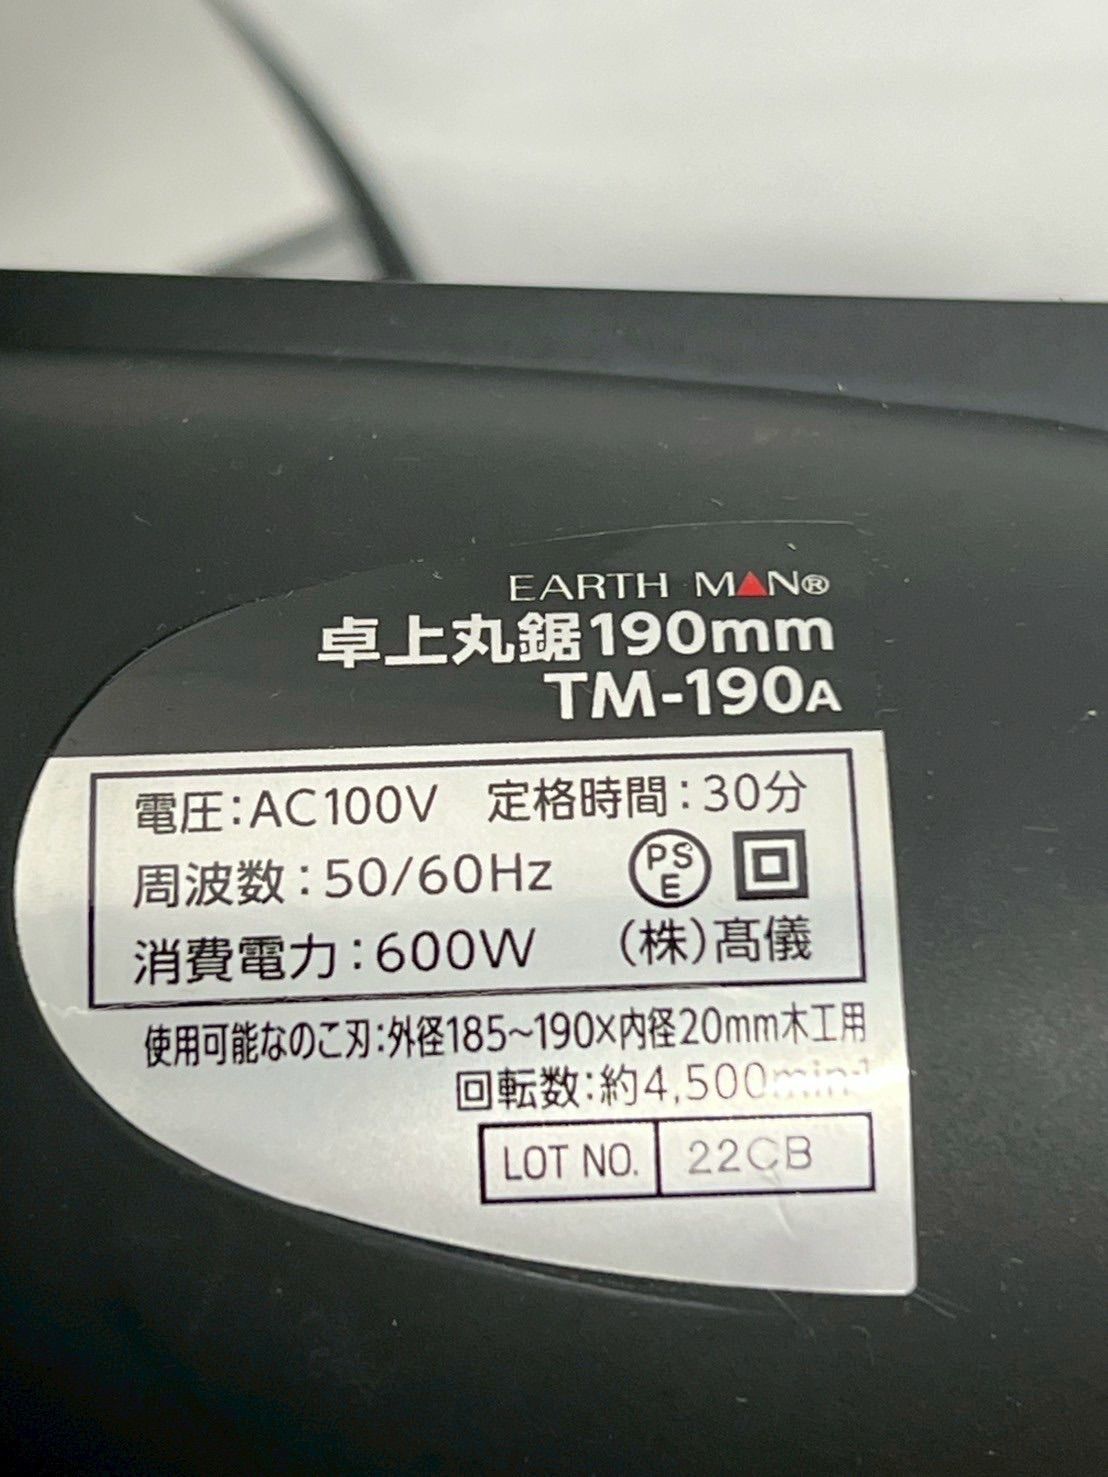 EARTH MAN®
卓上丸鋸190mm
TM-190A
電圧:AC100V 定格時間:30分
周波数:50/60Hz PSE
消費電力:600W (株)髙儀
使用可能なのこ刃:外径185~190×内径20mm木工用
回転数:約4,500min-1
LOT NO. 22CB